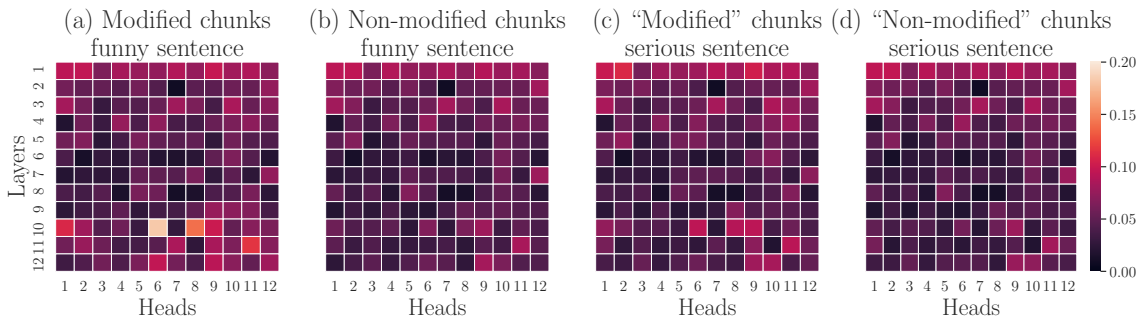 (a) Modified chunks
funny sentence
(b) Non-modified chunks
funny sentence
(c) “Modified” chunks
serious sentence
(d) “Non-modified” chunks
serious sentence
Layers
1
2
3
4
5
6
7
8
9
10
11
12
1 2 3 4 5 6 7 8 9 10 11 12
Heads
1 2 3 4 5 6 7 8 9 10 11 12
Heads
1 2 3 4 5 6 7 8 9 10 11 12
Heads
1 2 3 4 5 6 7 8 9 10 11 12
Heads
0.20
0.15
0.10
0.05
0.00